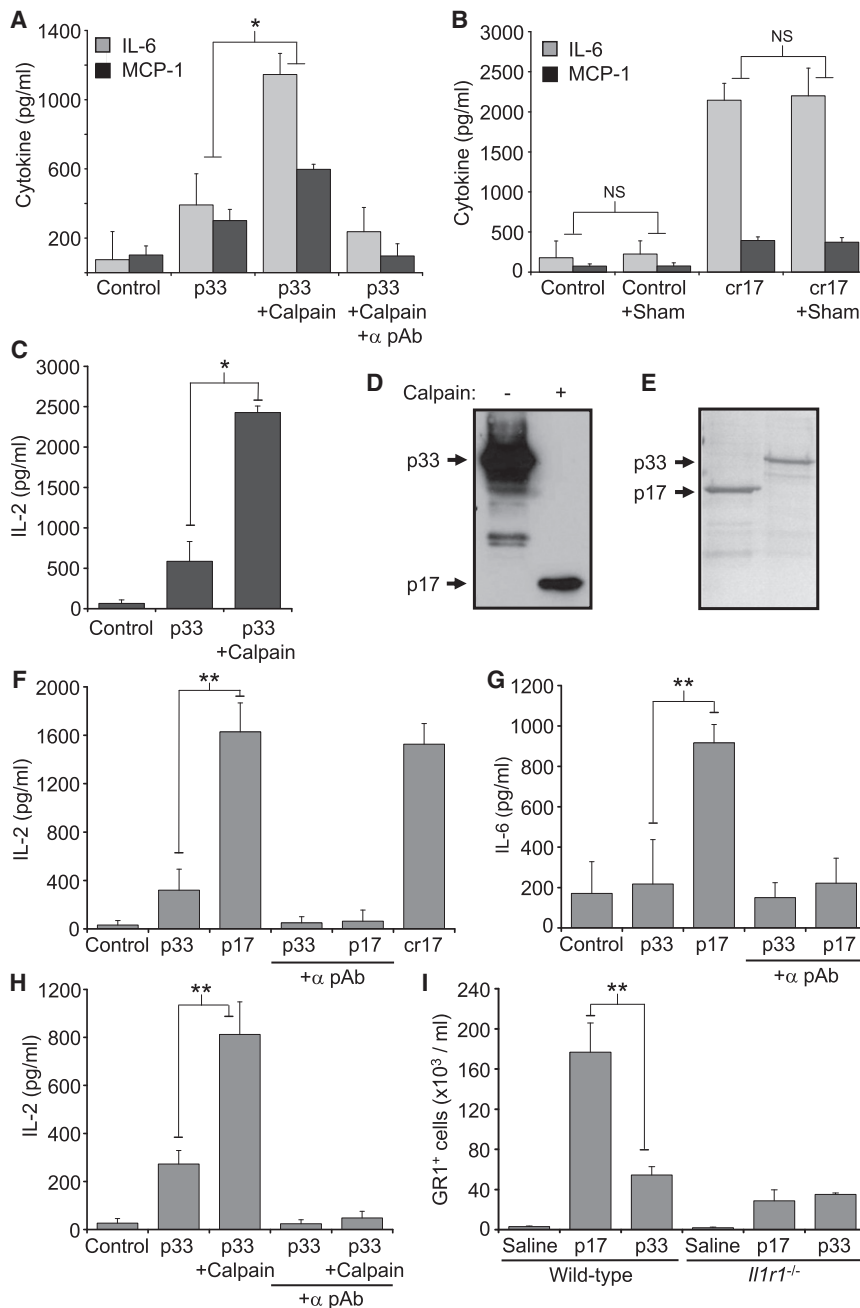 A
1400
1000
600
200
Cytokine (pg/ml)
IL-6
MCP-1
*
Control
p33
p33
+Calpain
p33
+Calpain
+α pAb
B
3000
2500
2000
1500
1000
500
0
Cytokine (pg/ml)
IL-6
MCP-1
NS
NS
Control
Control
+Sham
cr17
cr17
+Sham
C
3000
2500
2000
1500
1000
500
0
IL-2 (pg/ml)
*
Control
p33
p33
+Calpain
D
Calpain: - +
p33
p17
E
p33
p17
F
2000
1600
1200
800
400
0
IL-2 (pg/ml)
**
Control
p33
p17
p33
p17
cr17
+α pAb
G
1200
1000
800
600
400
200
0
IL-6 (pg/ml)
**
Control
p33
p17
p33
p17
+α pAb
H
1200
1000
800
600
400
200
0
IL-2 (pg/ml)
**
Control
p33
p33
+Calpain
p33
p33
+Calpain
+α pAb
I
240
200
160
120
80
40
0
GR1⁺ cells (x10³ / ml)
**
Saline
p17
p33
Saline
p17
p33
Wild-type
Il1r1⁻/⁻